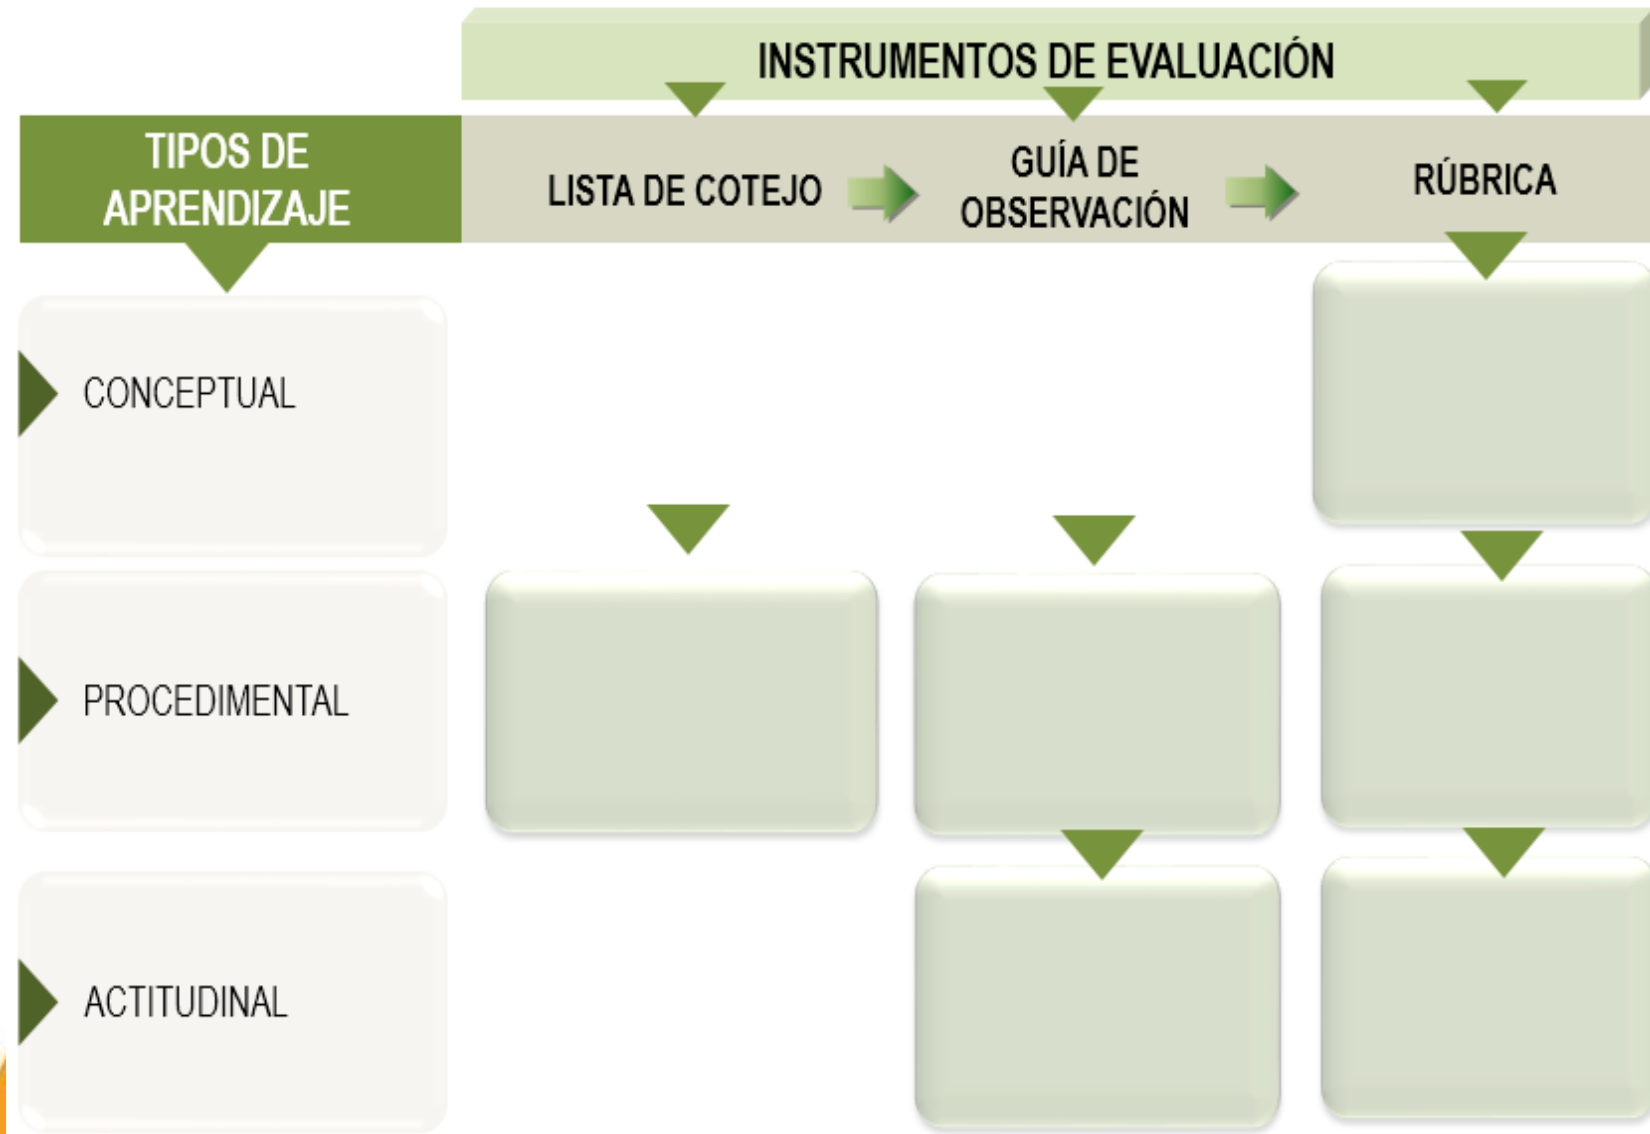 INSTRUMENTOS DE EVALUACIÓN
TIPOS DE
APRENDIZAJE
LISTA DE COTEJO
GUÍA DE
OBSERVACIÓN
RÚBRICA
CONCEPTUAL
PROCEDIMENTAL
ACTITUDINAL